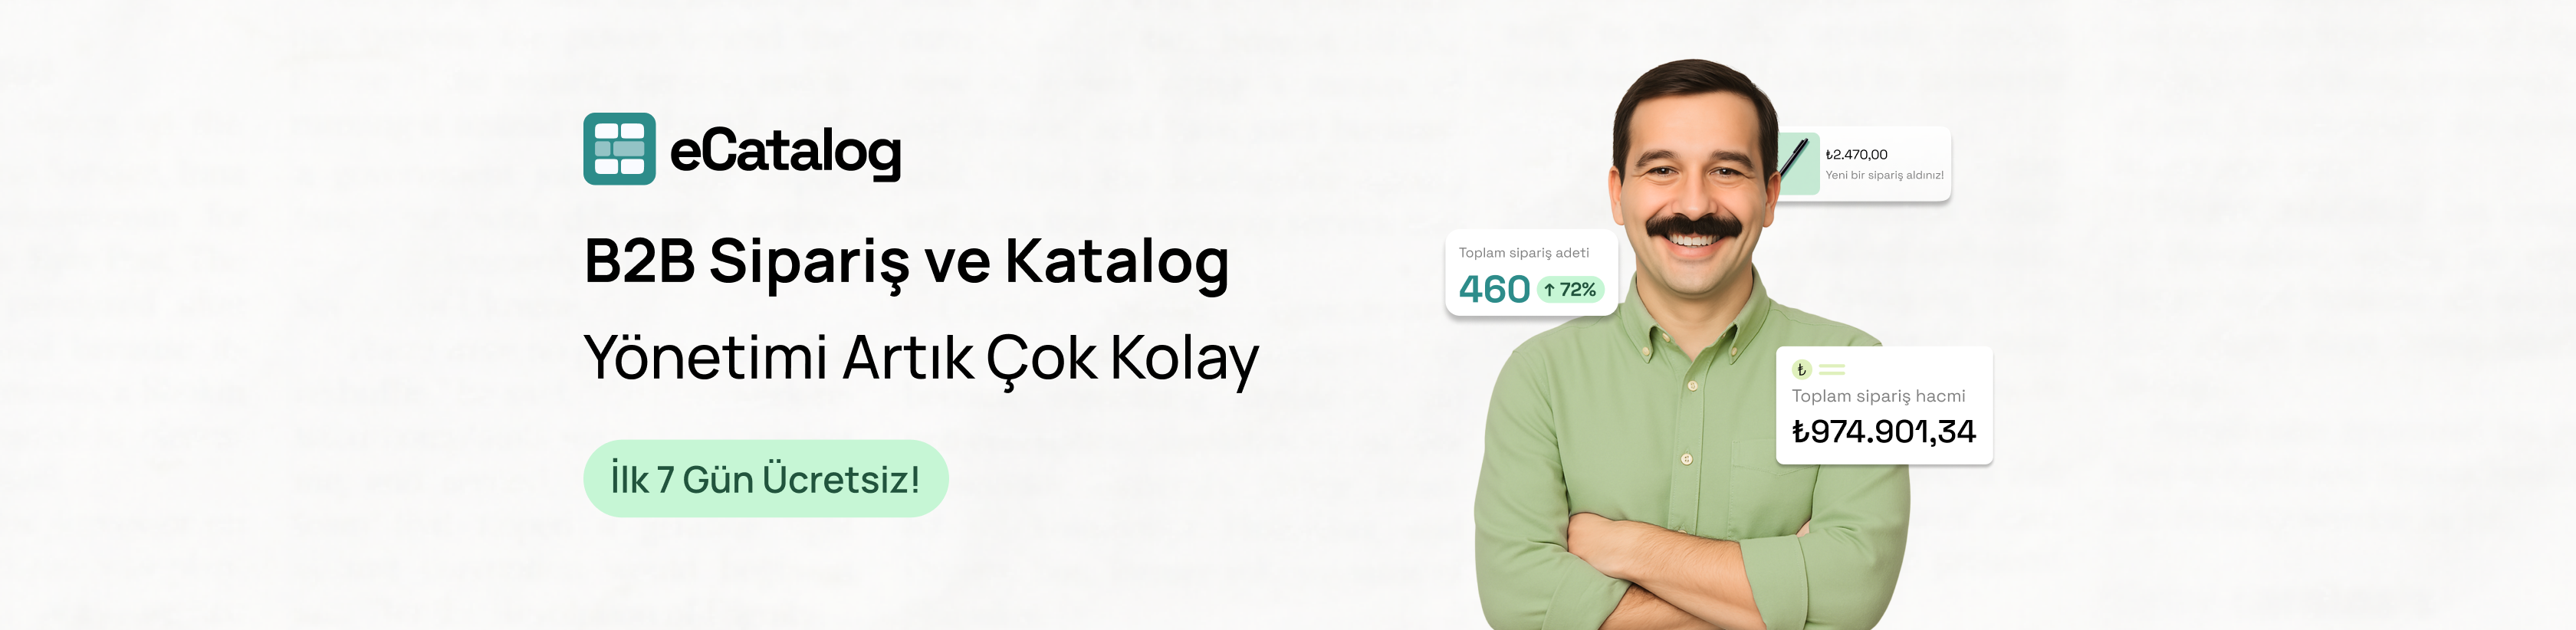 eCatalog
B2B Sipariş ve Katalog
Yönetimi Artık Çok Kolay
İlk 7 Gün Ücretsiz!
₺2.470,00
Yeni bir sipariş aldınız!
Toplam sipariş adeti
460 ↑ 72%
₺
Toplam sipariş hacmi
₺974.901,34